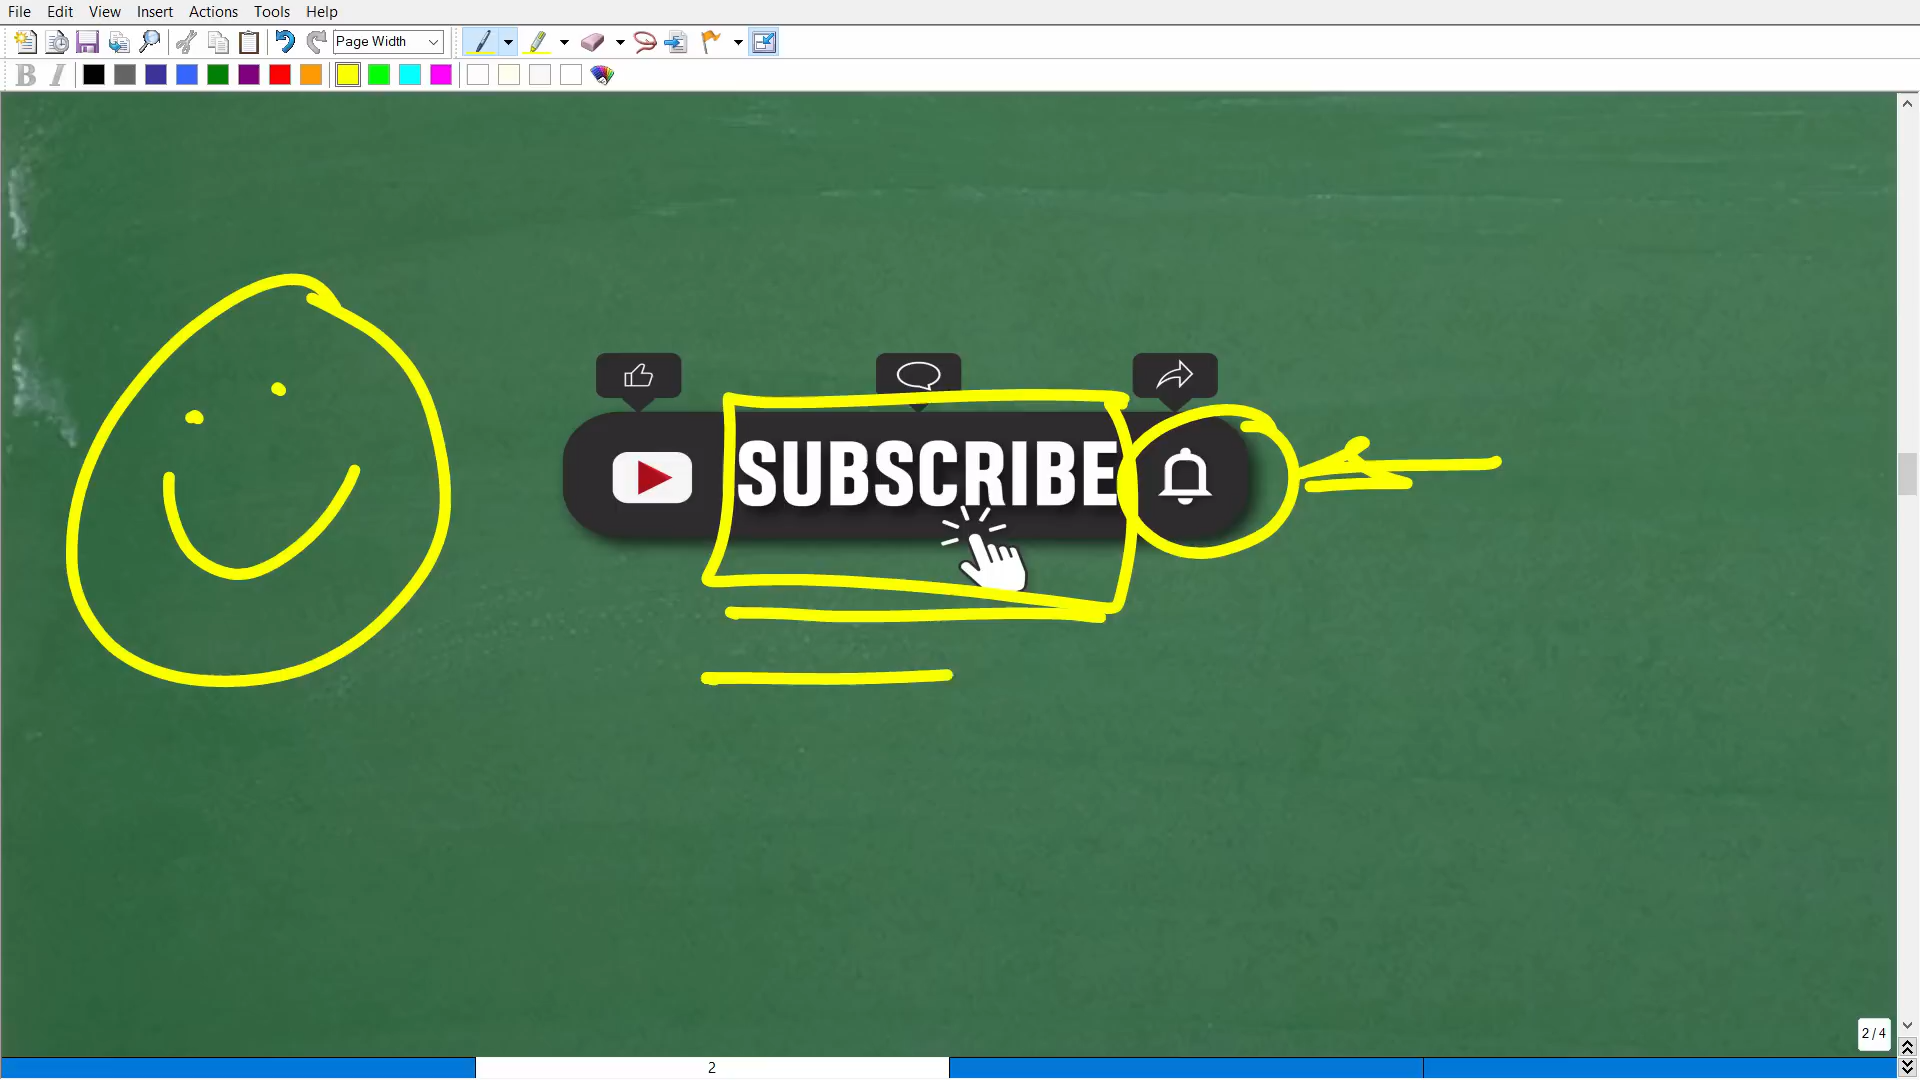 File Edit View Insert Actions Tools Help
Page Width
B I
SUBSCRIBE
2 / 4
2